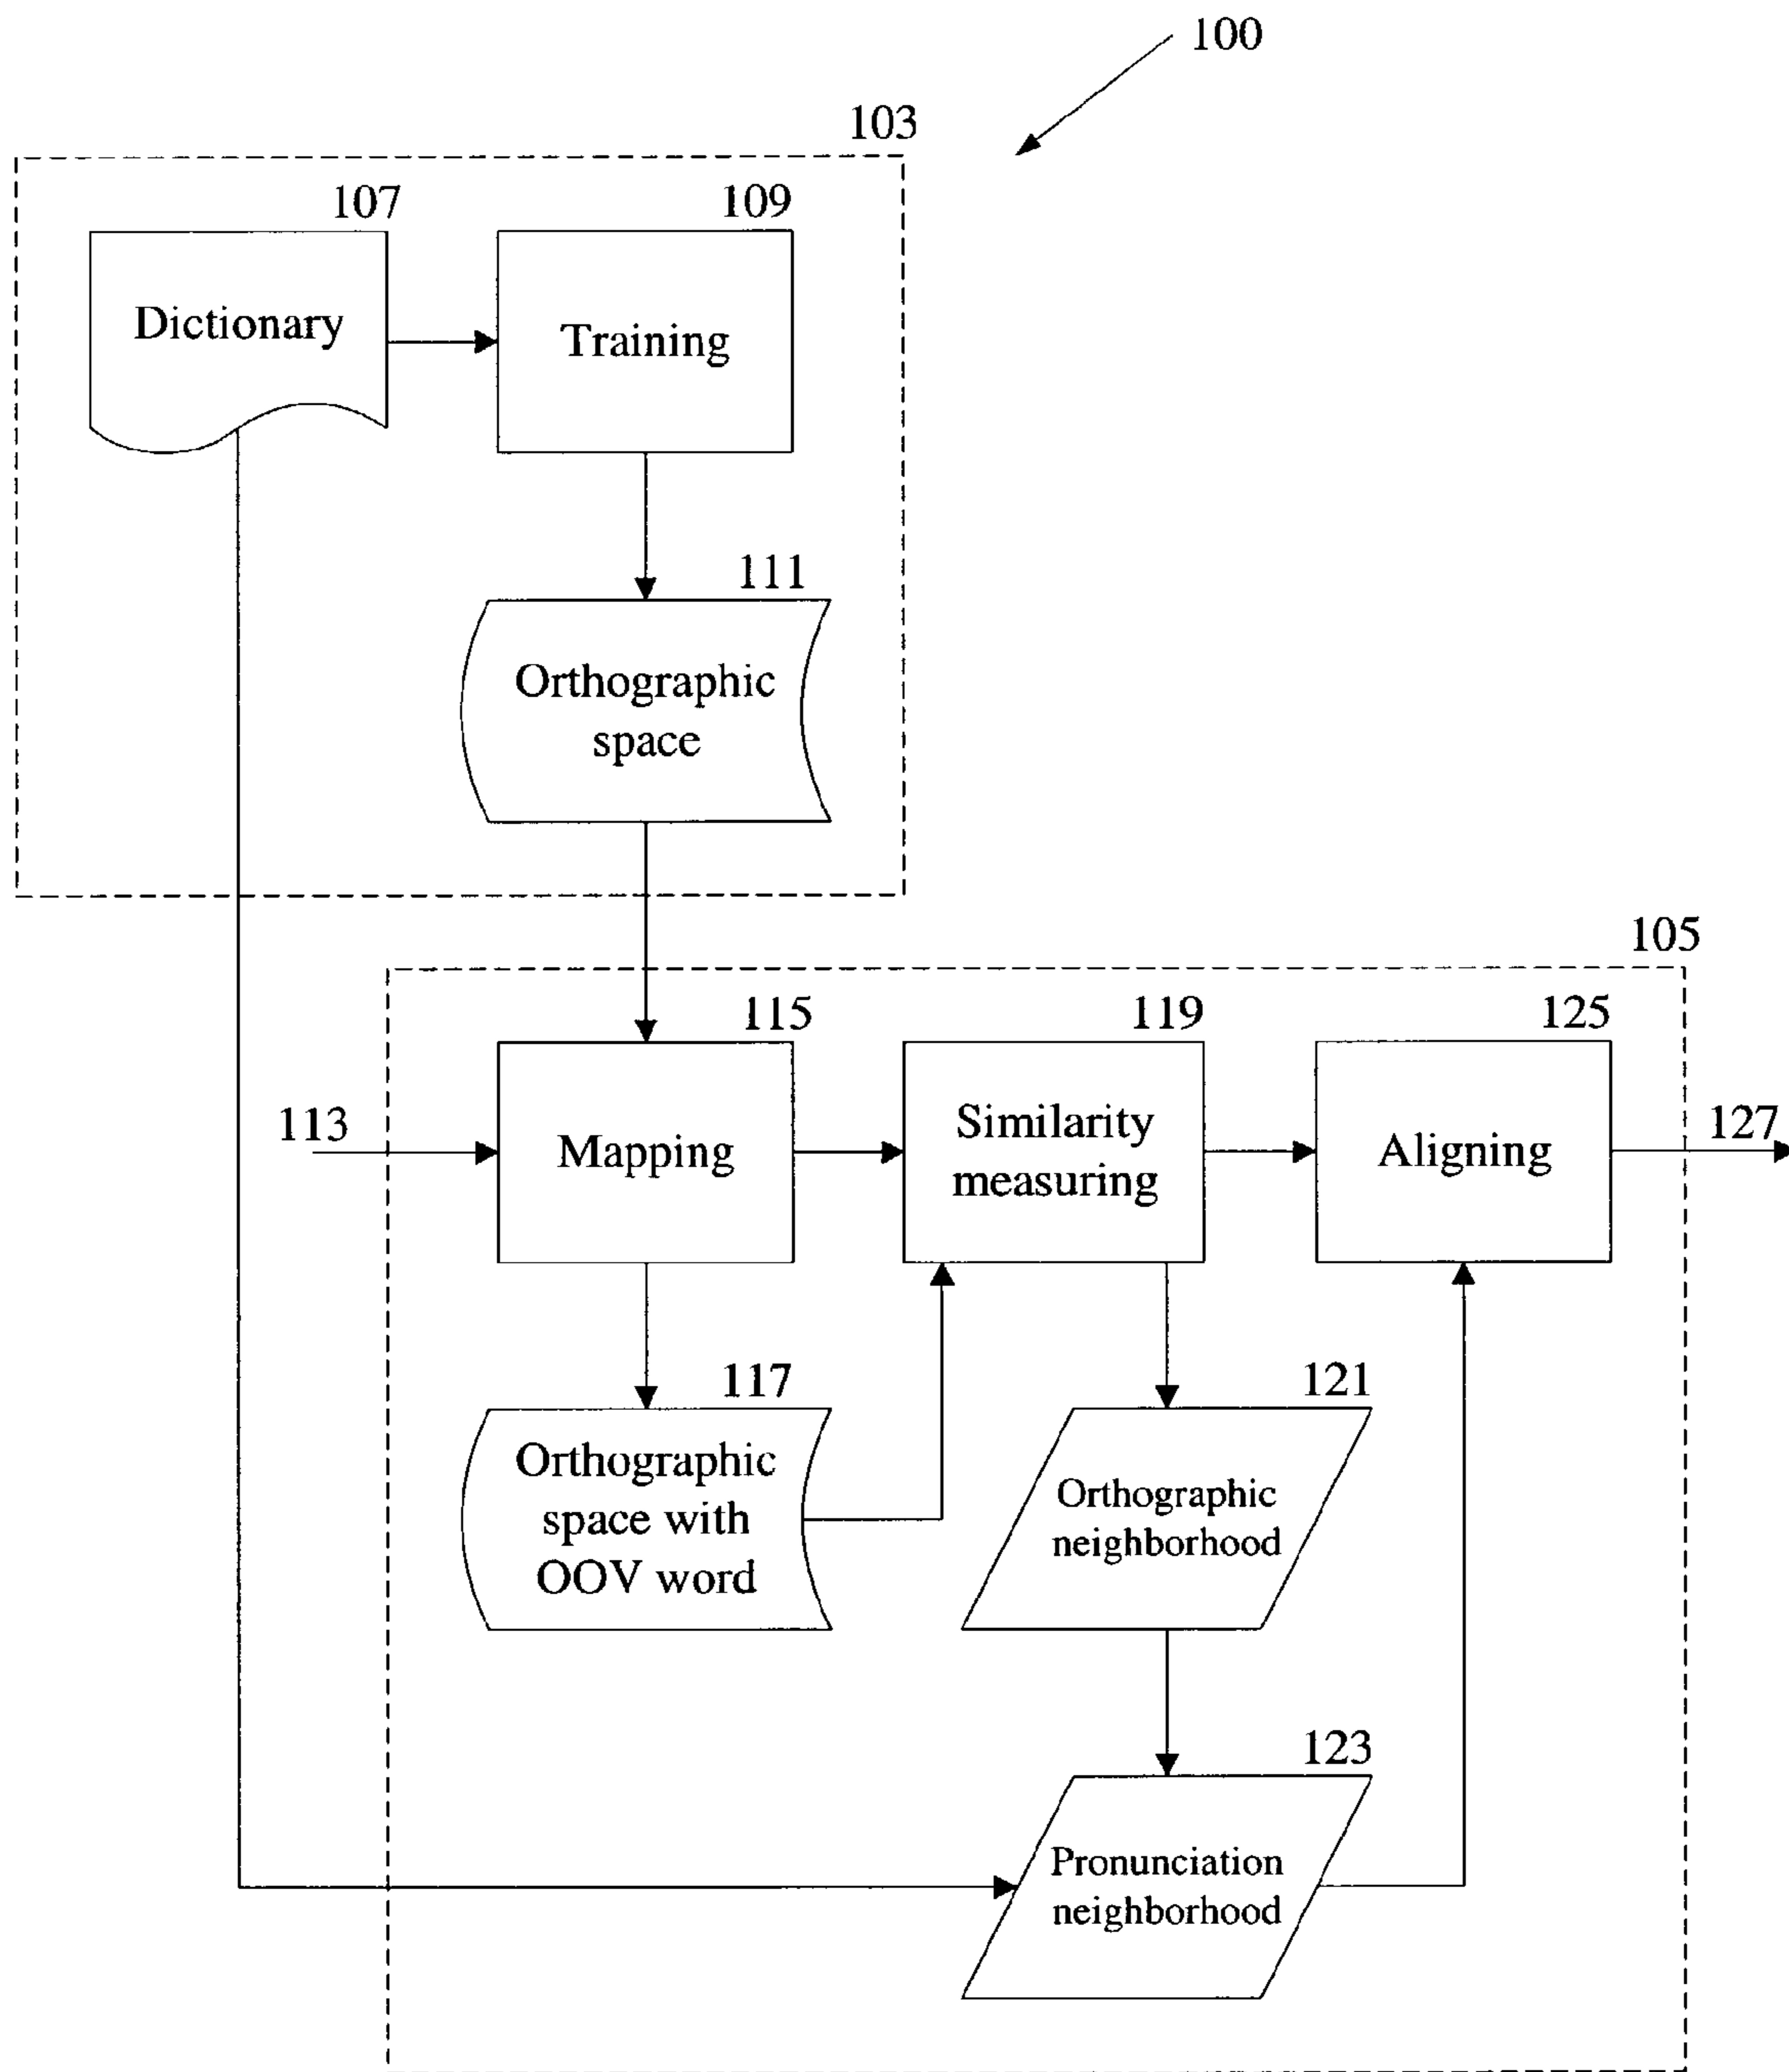 100
103
107
109
Dictionary
Training
111
Orthographic
space
105
115
119
125
113
Mapping
Similarity
measuring
Aligning
127
117
121
Orthographic
space with
OOV word
Orthographic
neighborhood
123
Pronunciation
neighborhood